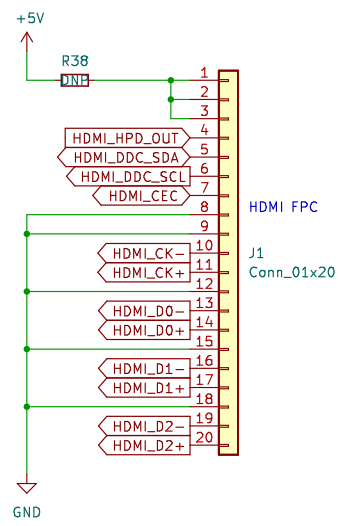 +5V
R38
DNP
1
2
3
HDMI_HPD_OUT 4
HDMI_DDC_SDA 5
HDMI_DDC_SCL 6
HDMI_CEC 7
8
HDMI FPC
9
HDMI_CK- 10
J1
HDMI_CK+ 11
Conn_01x20
12
HDMI_D0- 13
HDMI_D0+ 14
15
HDMI_D1- 16
HDMI_D1+ 17
18
HDMI_D2- 19
HDMI_D2+ 20
GND